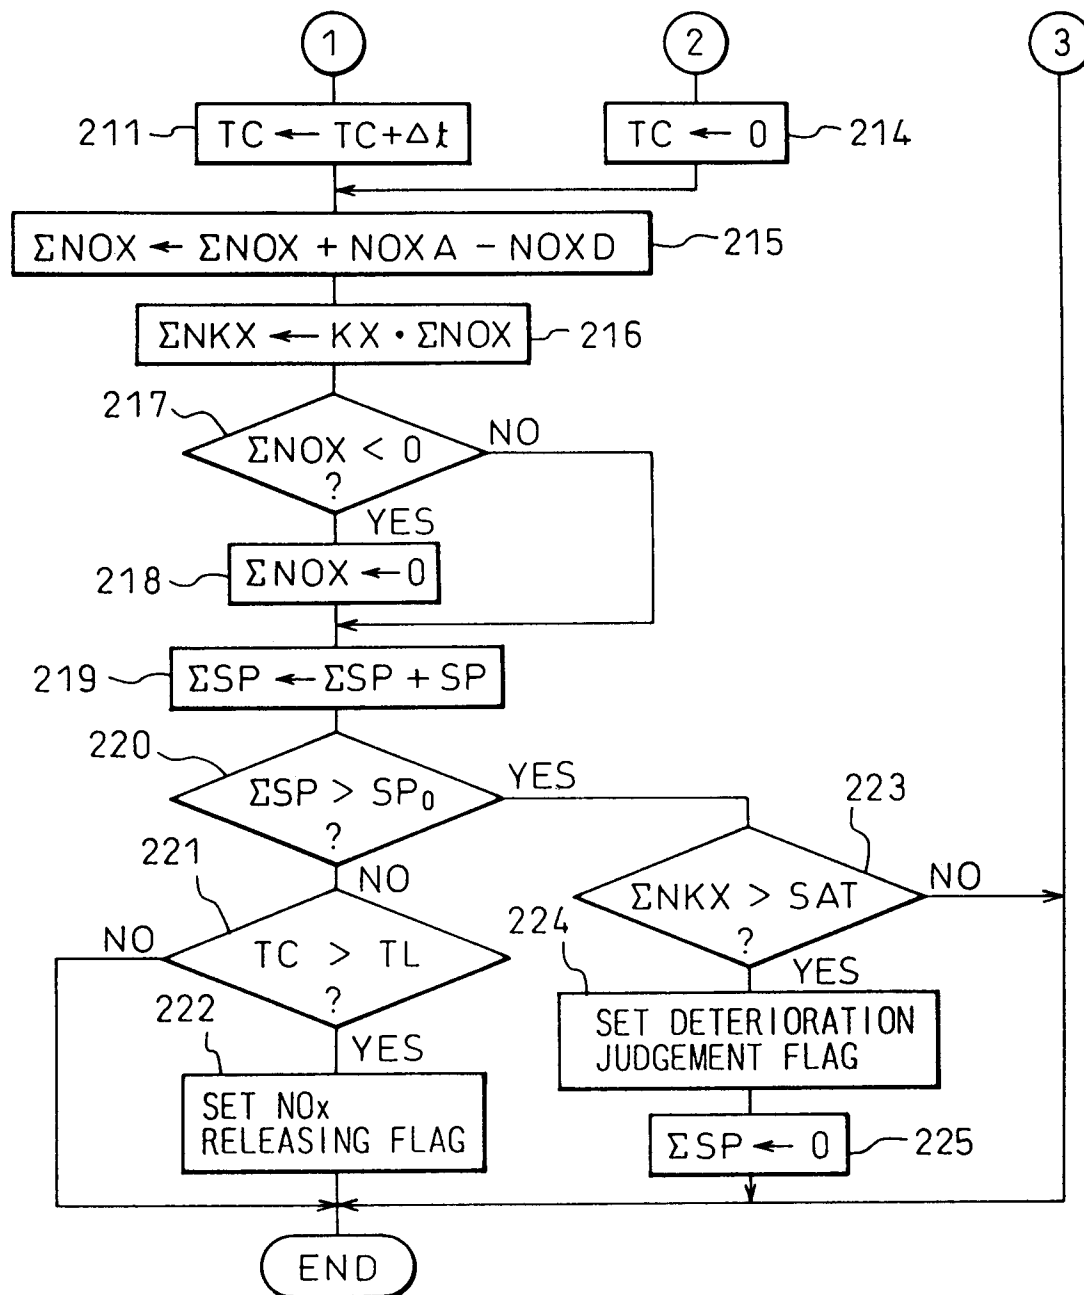 1
2
3
211
TC ← TC+Δt
TC ← 0
214
ΣNOX ← ΣNOX + NOXA − NOXD
215
ΣNKX ← KX · ΣNOX
216
217
ΣNOX < 0
?
NO
YES
218
ΣNOX ← 0
219
ΣSP ← ΣSP + SP
220
ΣSP > SP₀
?
YES
NO
223
ΣNKX > SAT
?
NO
YES
221
TC > TL
?
NO
YES
224
SET DETERIORATION
JUDGEMENT FLAG
222
SET NOx
RELEASING FLAG
ΣSP ← 0
225
END